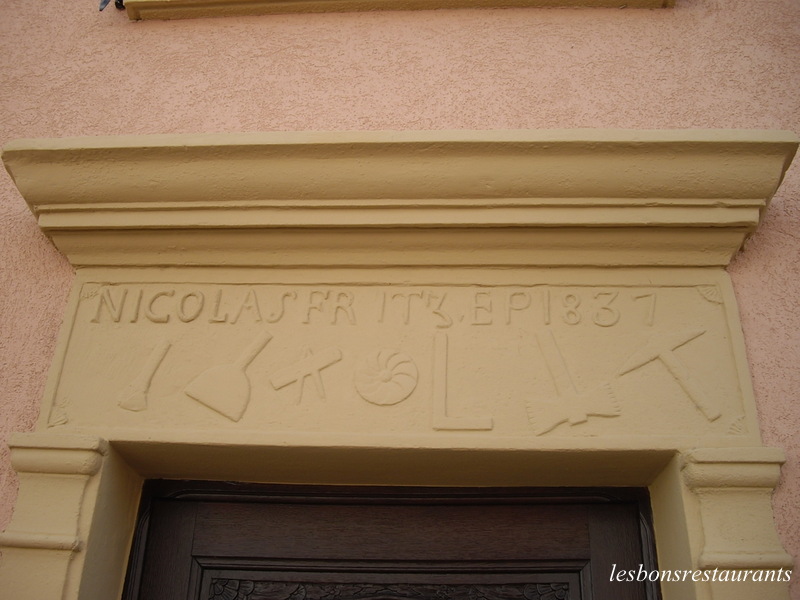 NICOLAS FRITZ. EP 1837
lesbonsrestaurants